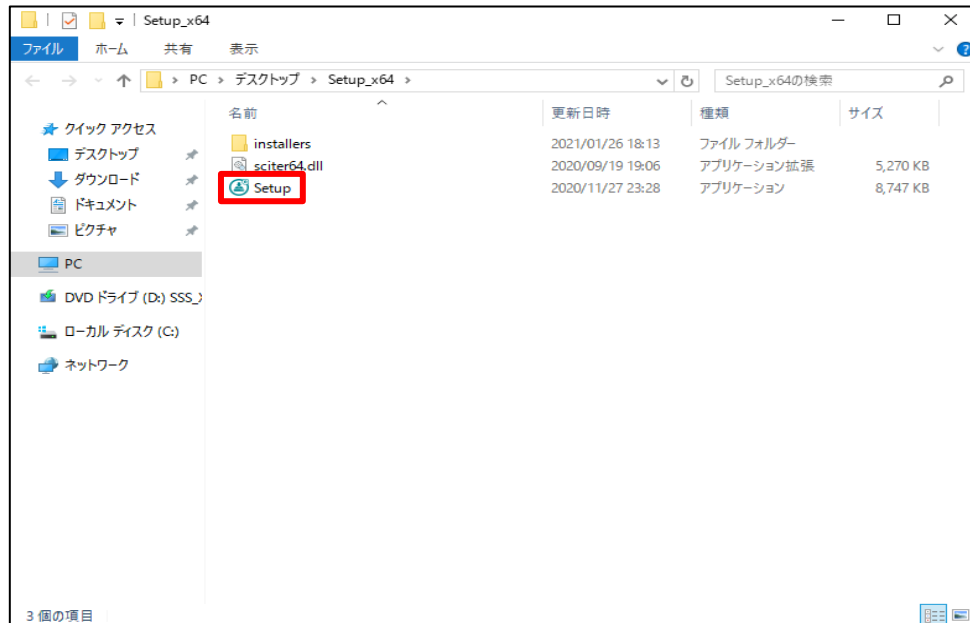 Setup_x64
ファイル ホーム 共有 表示
PC デスクトップ Setup_x64 Setup_x64の検索
名前 更新日時 種類 サイズ
クイック アクセス
デスクトップ
ダウンロード
ドキュメント
ピクチャ
PC
DVD ドライブ (D:) SSS_X
ローカル ディスク (C:)
ネットワーク
installers 2021/01/26 18:13 ファイル フォルダー
sciter64.dll 2020/09/19 19:06 アプリケーション拡張 5,270 KB
Setup 2020/11/27 23:28 アプリケーション 8,747 KB
3 個の項目